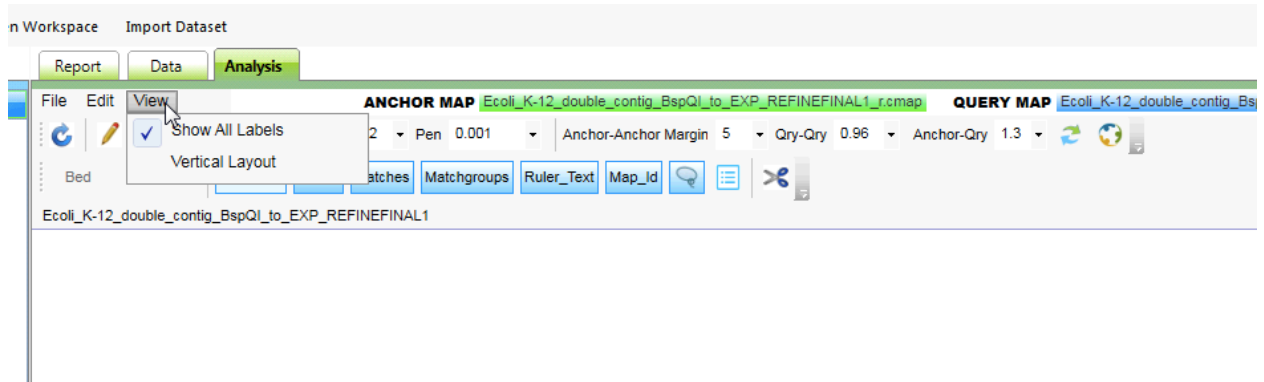 n Workspace Import Dataset
Report Data Analysis
File Edit View ANCHOR MAP Ecoli_K-12_double_contig_BspQI_to_EXP_REFINEFINAL1_r.cmap QUERY MAP Ecoli_K-12_double_contig_Bs
Show All Labels 2 Pen 0.001 Anchor-Anchor Margin 5 Qry-Qry 0.96 Anchor-Qry 1.3
Vertical Layout
Bed atches Matchgroups Ruler_Text Map_Id
Ecoli_K-12_double_contig_BspQI_to_EXP_REFINEFINAL1